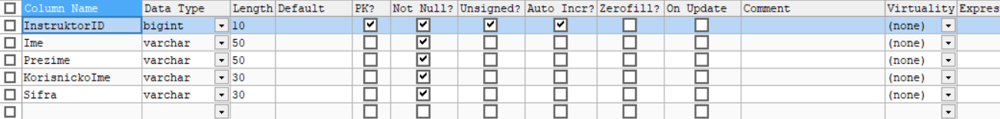 Column Name Data Type Length Default PK? Not Null? Unsigned? Auto Incr? Zerofill? On Update Comment Virtuality Expres
InstruktorID bigint 10 (none)
Ime varchar 50 (none)
Prezime varchar 50 (none)
KorisnickoIme varchar 30 (none)
Sifra varchar 30 (none)